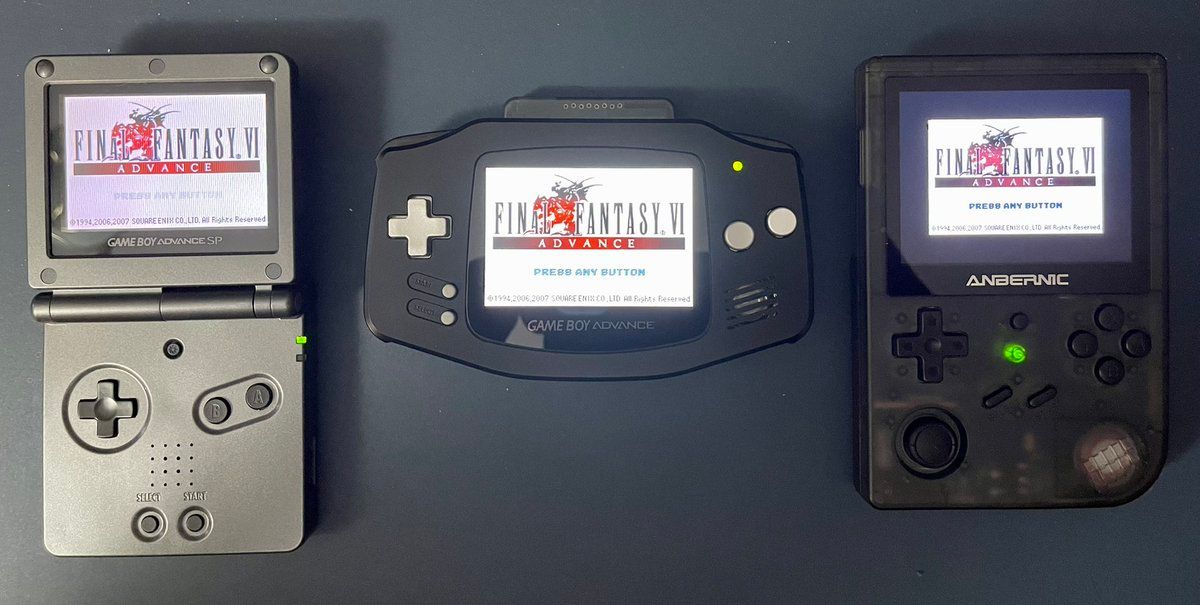 FINAL FANTASY VI
ADVANCE
PRESS ANY BUTTON
©1994,2006,2007 SQUARE ENIX CO., LTD. All Rights Reserved
GAME BOY ADVANCE SP
B
A
SELECT
START
FINAL FANTASY VI
ADVANCE
PRESS ANY BUTTON
©1994,2006,2007 SQUARE ENIX CO., LTD. All Rights Reserved
GAME BOY ADVANCE
START
SELECT
FINAL FANTASY VI
ADVANCE
PRESS ANY BUTTON
©1994,2006,2007 SQUARE ENIX CO., LTD. All Rights Reserved
ANBERNIC
X
Y
A
B